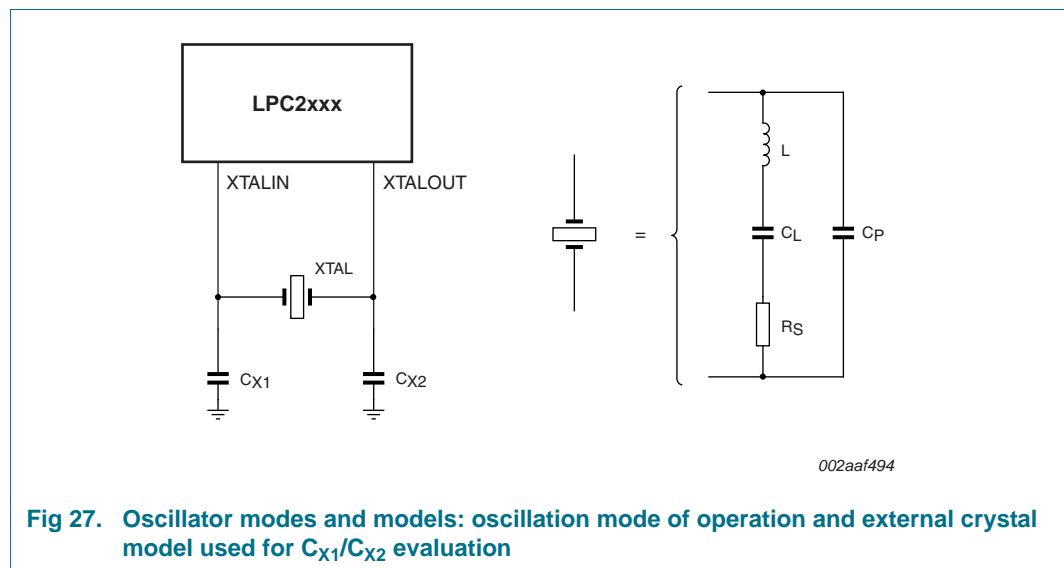 LPC2xxx
XTALIN
XTALOUT
XTAL
CX1
CX2
=
L
CL
CP
RS
002aaf494
Fig 27. Oscillator modes and models: oscillation mode of operation and external crystal
model used for CX1/CX2 evaluation